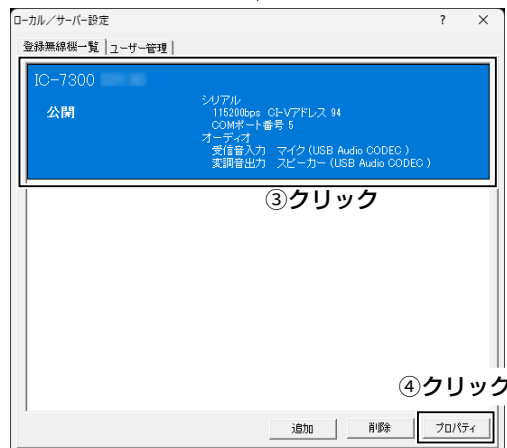 ローカル／サーバー設定 ? ×
登録無線機一覧 ユーザー管理
IC-7300
公開
シリアル
115200bps CI-Vアドレス 94
COMポート番号 5
オーディオ
受信音入力 マイク (USB Audio CODEC )
変調音出力 スピーカー (USB Audio CODEC )
③クリック
④クリック
追加 削除 プロパティ